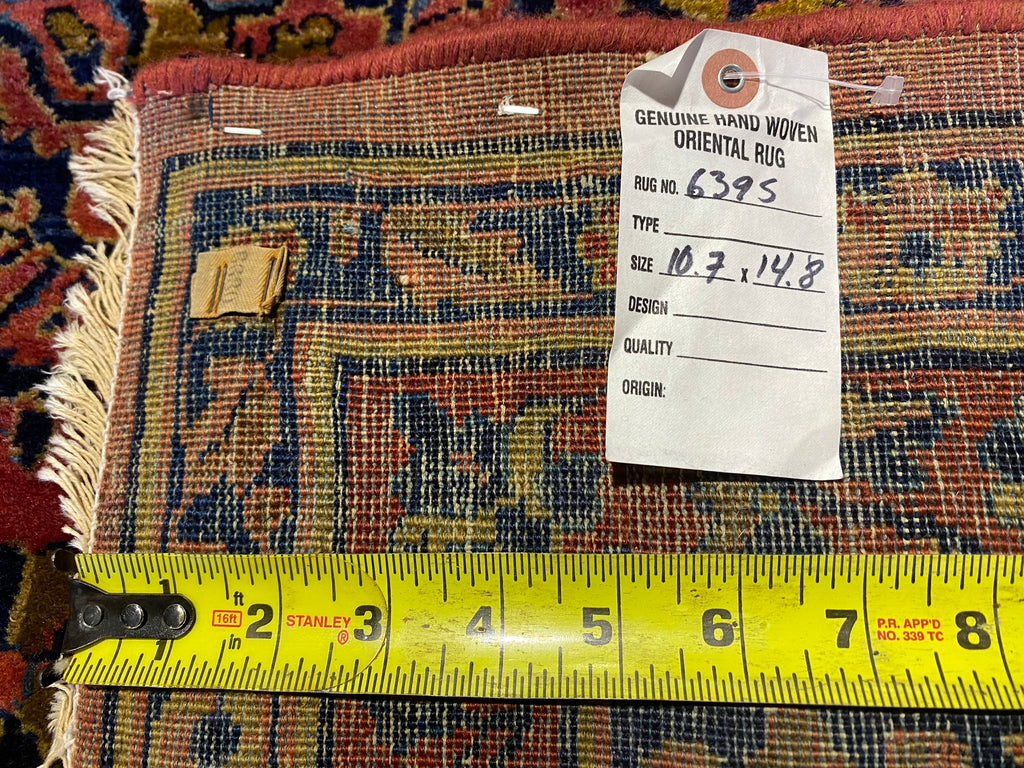 GENUINE HAND WOVEN
ORIENTAL RUG
RUG NO. 6395
TYPE
SIZE 10.7 x 14.8
DESIGN
QUALITY
ORIGIN:
1 ft 2 STANLEY® 3 4 5 6 7 P.R. APP'D 8
16ft
1 in NO. 339 TC